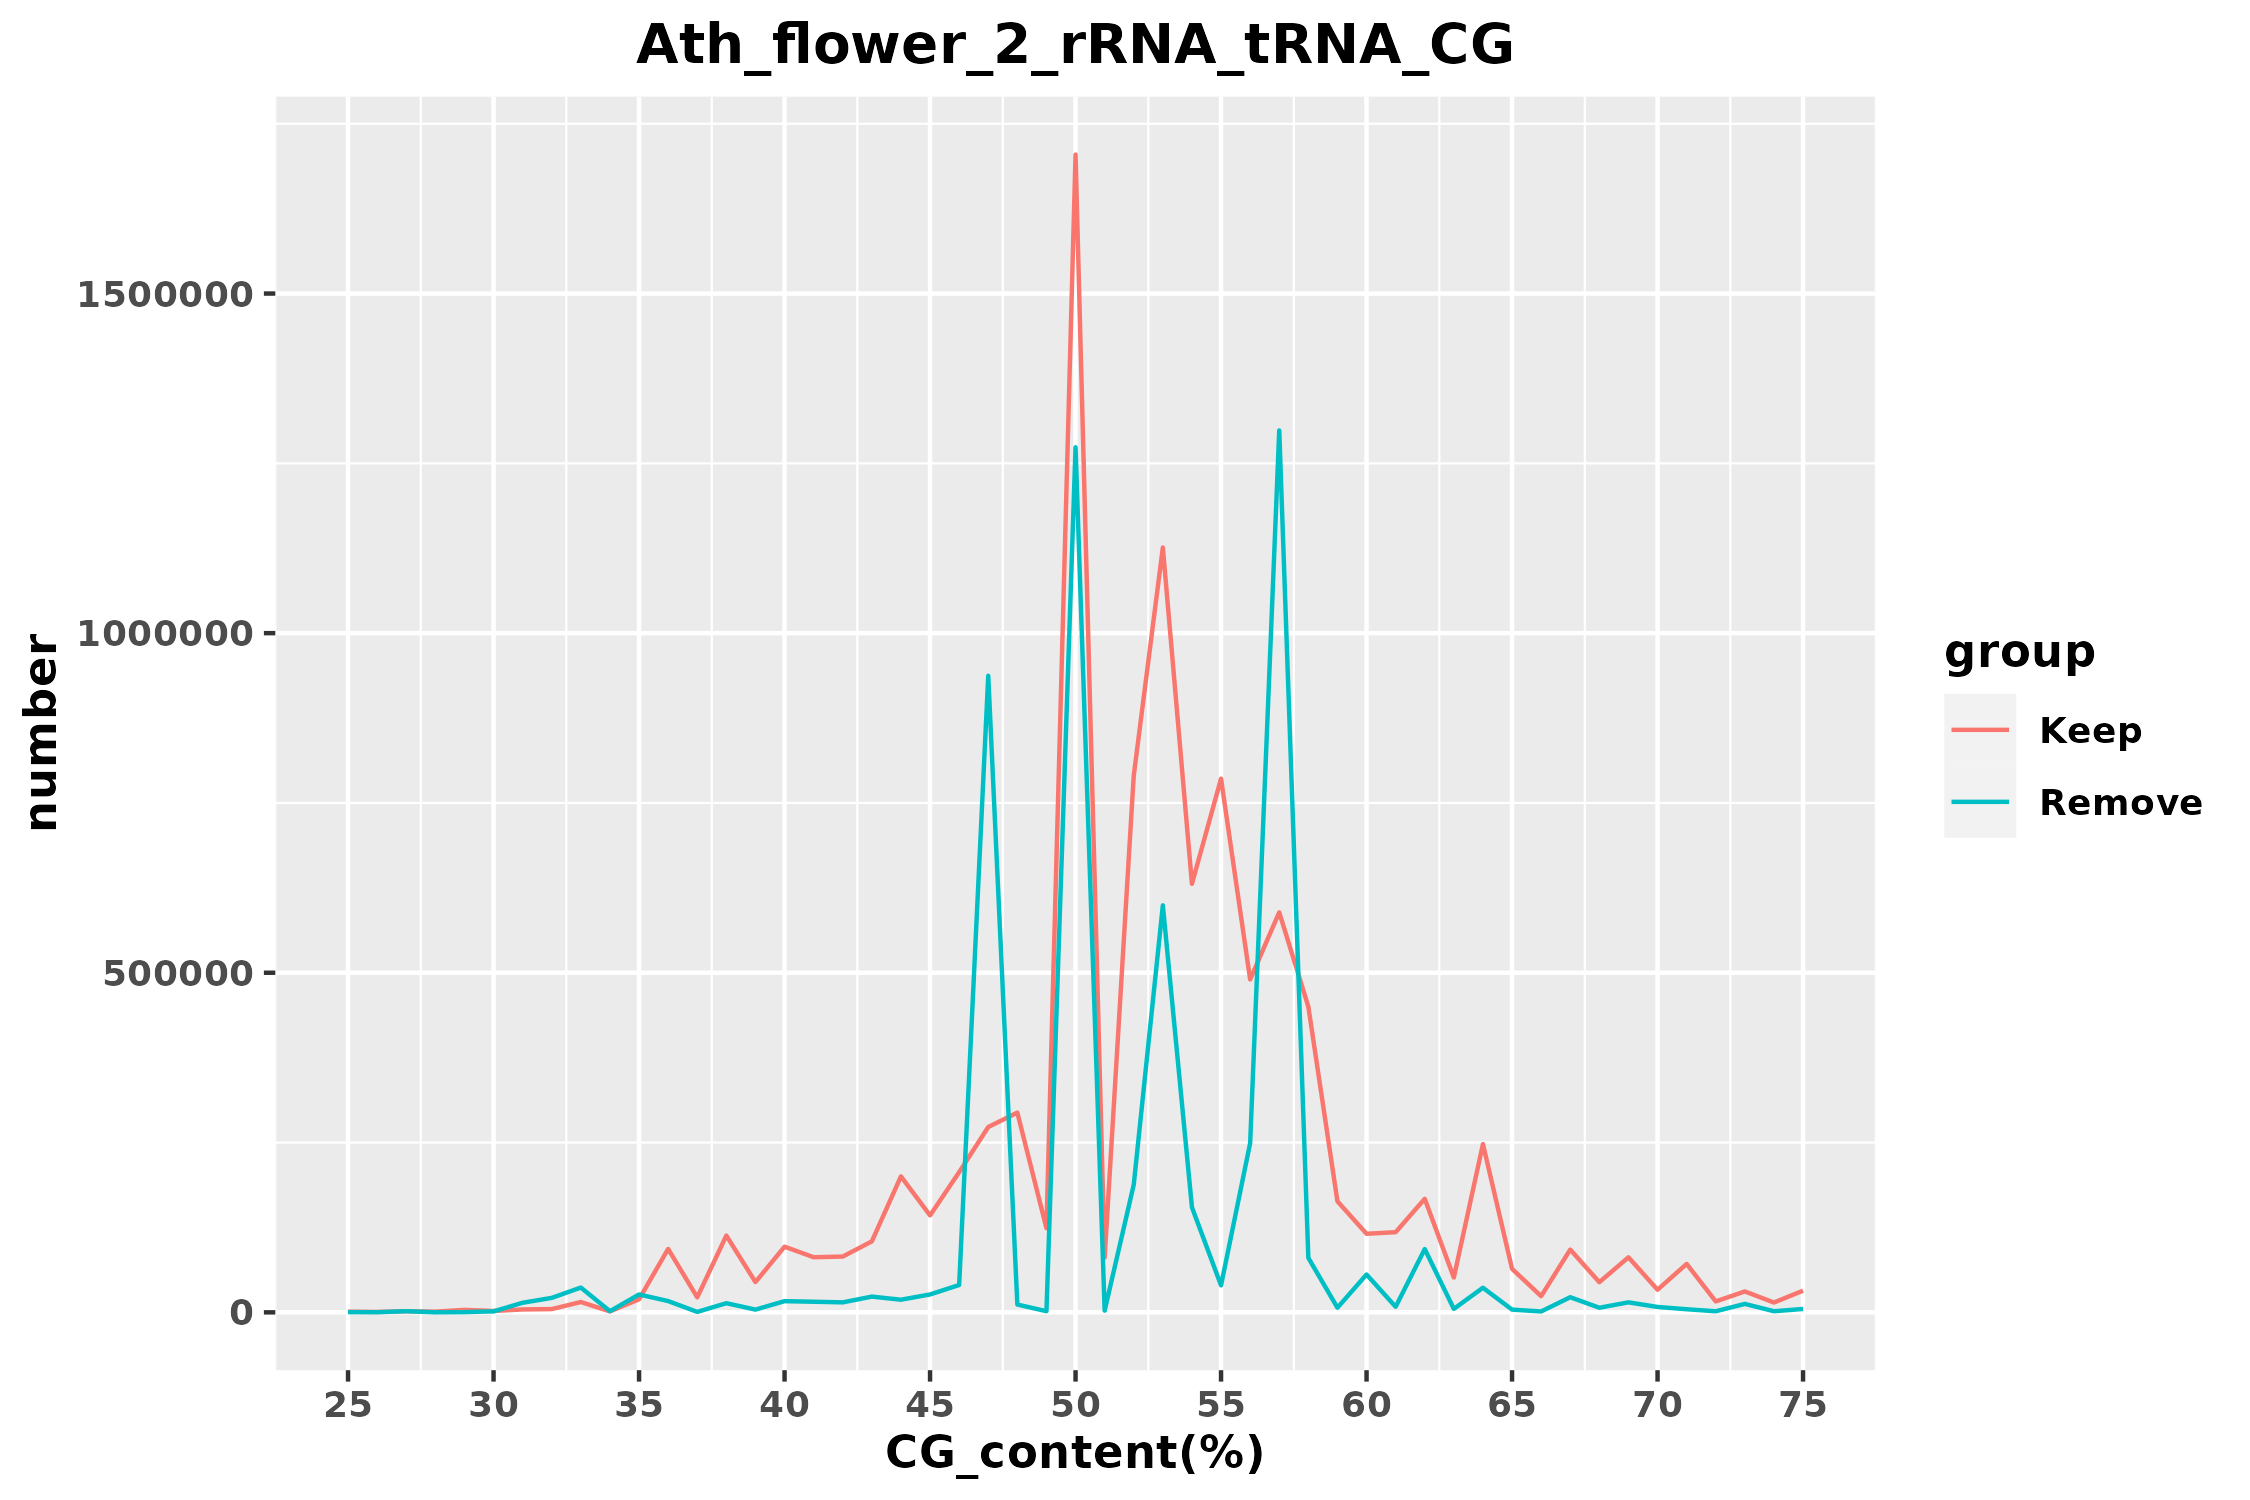 Ath_flower_2_rRNA_tRNA_CG
number
1500000
1000000
500000
0
25 30 35 40 45 50 55 60 65 70 75
CG_content(%)
group
Keep
Remove